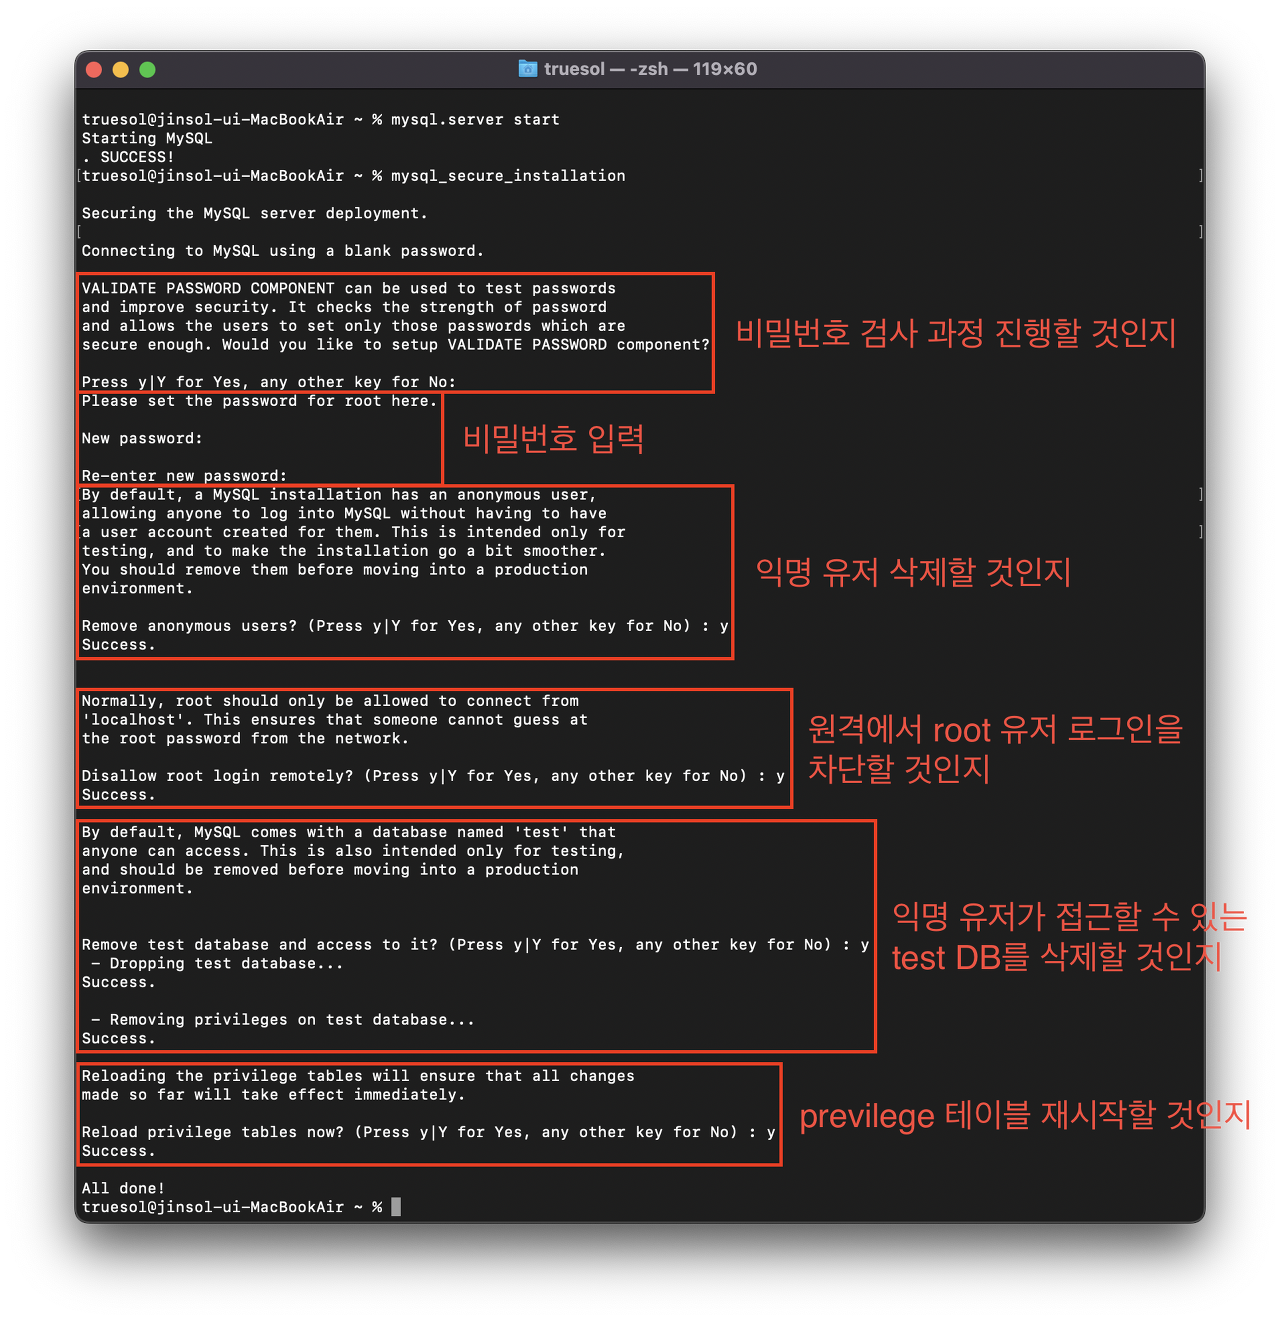 truesol — -zsh — 119×60
truesol@jinsol-ui-MacBookAir ~ % mysql.server start
Starting MySQL
. SUCCESS!
[truesol@jinsol-ui-MacBookAir ~ % mysql_secure_installation ]
Securing the MySQL server deployment.
[ ]
Connecting to MySQL using a blank password.
VALIDATE PASSWORD COMPONENT can be used to test passwords
and improve security. It checks the strength of password
and allows the users to set only those passwords which are
secure enough. Would you like to setup VALIDATE PASSWORD component?
Press y|Y for Yes, any other key for No:
비밀번호 검사 과정 진행할 것인지
Please set the password for root here.
New password:
Re-enter new password:
비밀번호 입력
[By default, a MySQL installation has an anonymous user, ]
allowing anyone to log into MySQL without having to have
[a user account created for them. This is intended only for ]
testing, and to make the installation go a bit smoother.
You should remove them before moving into a production
environment.
Remove anonymous users? (Press y|Y for Yes, any other key for No) : y
Success.
익명 유저 삭제할 것인지
Normally, root should only be allowed to connect from
'localhost'. This ensures that someone cannot guess at
the root password from the network.
Disallow root login remotely? (Press y|Y for Yes, any other key for No) : y
Success.
원격에서 root 유저 로그인을
차단할 것인지
By default, MySQL comes with a database named 'test' that
anyone can access. This is also intended only for testing,
and should be removed before moving into a production
environment.
Remove test database and access to it? (Press y|Y for Yes, any other key for No) : y
- Dropping test database...
Success.
- Removing privileges on test database...
Success.
익명 유저가 접근할 수 있는
test DB를 삭제할 것인지
Reloading the privilege tables will ensure that all changes
made so far will take effect immediately.
Reload privilege tables now? (Press y|Y for Yes, any other key for No) : y
Success.
previlege 테이블 재시작할 것인지
All done!
truesol@jinsol-ui-MacBookAir ~ %